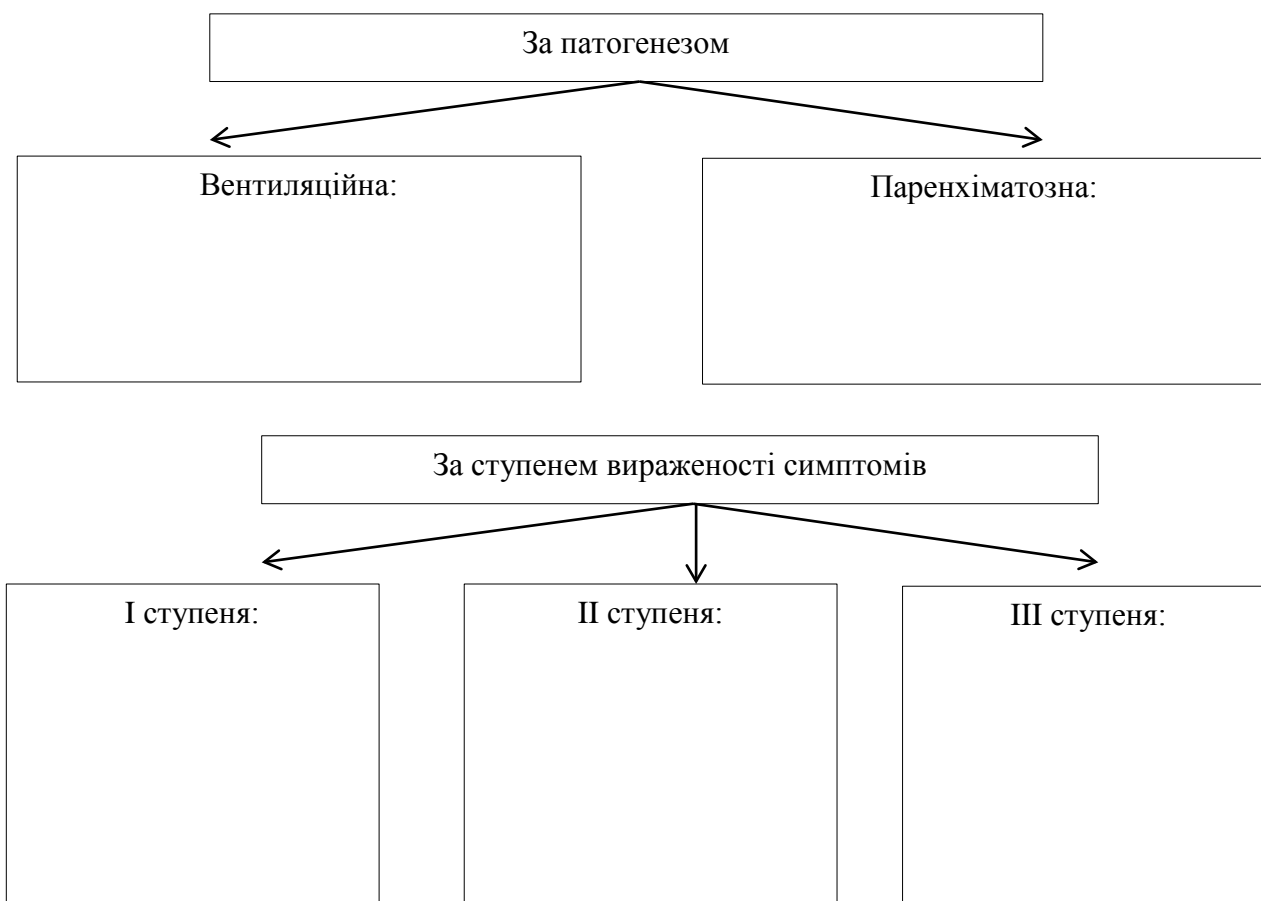 За патогенезом
Вентиляційна:
Паренхіматозна:
За ступенем вираженості симптомів
І ступеня:
ІІ ступеня:
ІІІ ступеня: